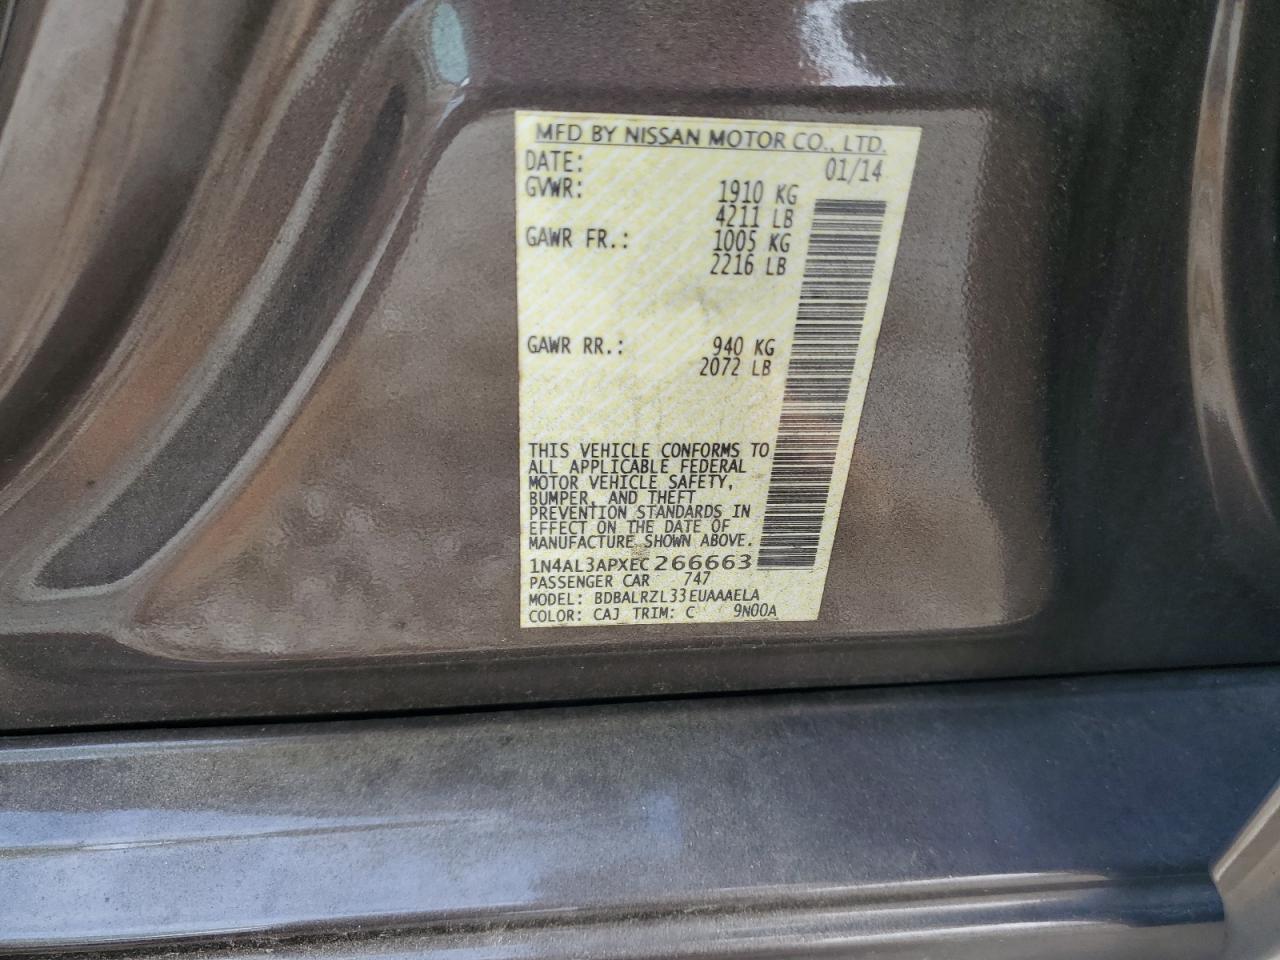 MFD BY NISSAN MOTOR CO., LTD.
DATE: 01/14
GVWR: 1910 KG
4211 LB
GAWR FR.: 1005 KG
2216 LB
GAWR RR.: 940 KG
2072 LB
THIS VEHICLE CONFORMS TO
ALL APPLICABLE FEDERAL
MOTOR VEHICLE SAFETY,
BUMPER, AND THEFT
PREVENTION STANDARDS IN
EFFECT ON THE DATE OF
MANUFACTURE SHOWN ABOVE.
1N4AL3APXEC266663
PASSENGER CAR 747
MODEL: BDBALRZL33EUAAAELA
COLOR: CAJ TRIM: C 9N00A